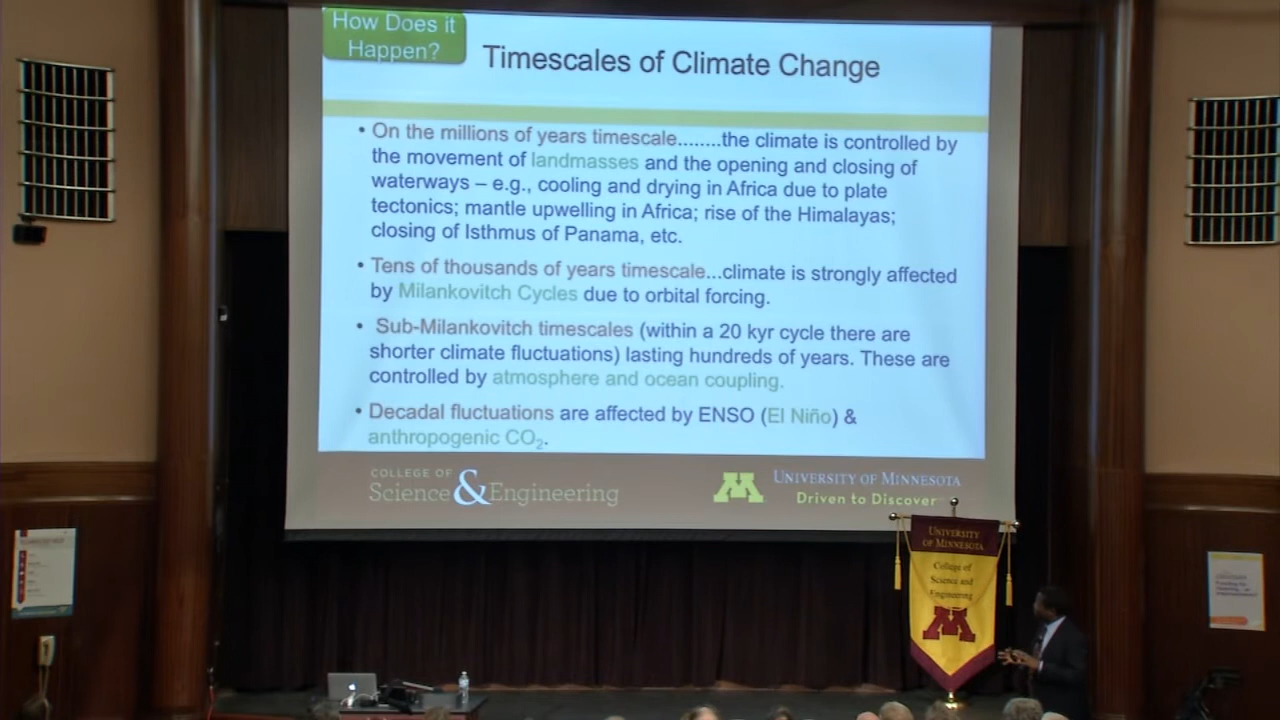 How Does it
Happen?
Timescales of Climate Change
• On the millions of years timescale........the climate is controlled by
the movement of landmasses and the opening and closing of
waterways – e.g., cooling and drying in Africa due to plate
tectonics; mantle upwelling in Africa; rise of the Himalayas;
closing of Isthmus of Panama, etc.
• Tens of thousands of years timescale...climate is strongly affected
by Milankovitch Cycles due to orbital forcing.
• Sub-Milankovitch timescales (within a 20 kyr cycle there are
shorter climate fluctuations) lasting hundreds of years. These are
controlled by atmosphere and ocean coupling.
• Decadal fluctuations are affected by ENSO (El Niño) &
anthropogenic CO₂.
COLLEGE OF
Science & Engineering
M
UNIVERSITY OF MINNESOTA
Driven to Discover
UNIVERSITY
OF MINNESOTA
College of
Science and
Engineering
M